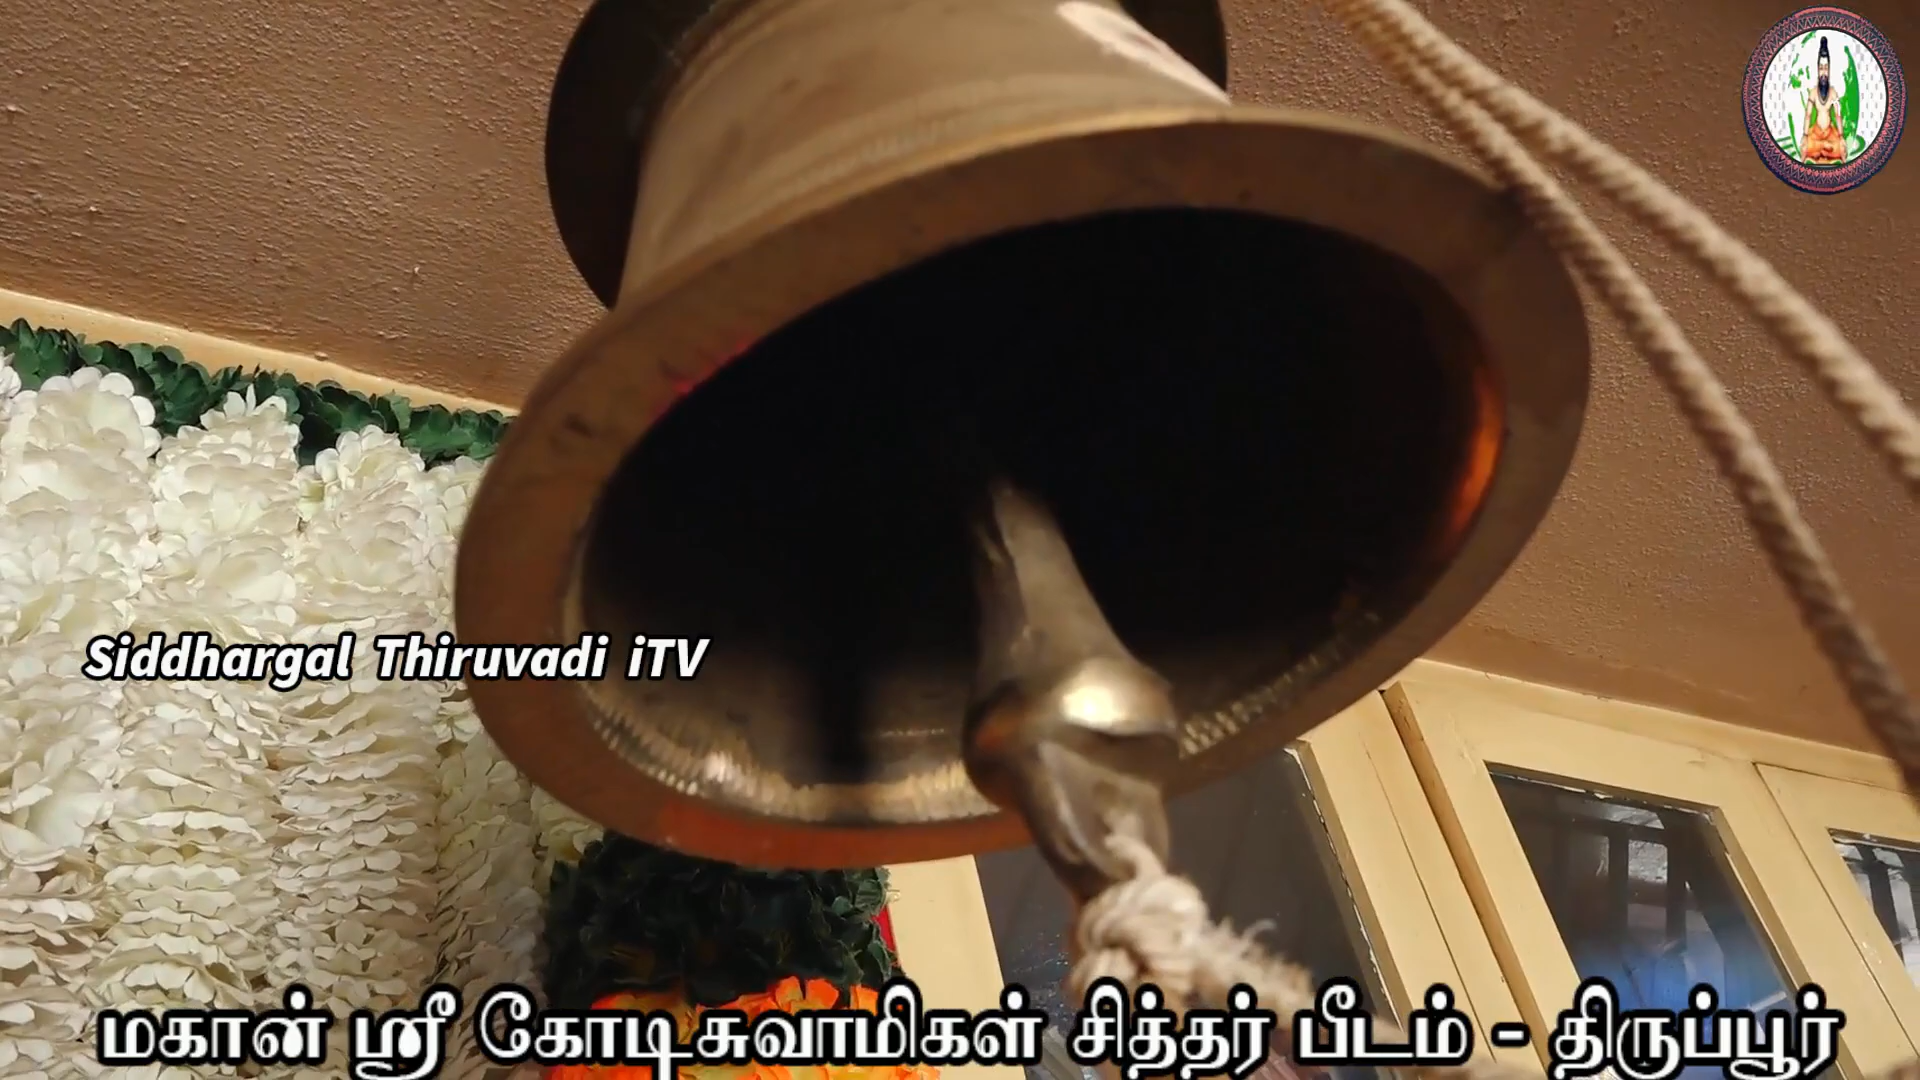 Siddhargal Thiruvadi iTV
மகான் ஸ்ரீ கோடிசுவாமிகள் சித்தர் பீடம் - திருப்பூர்